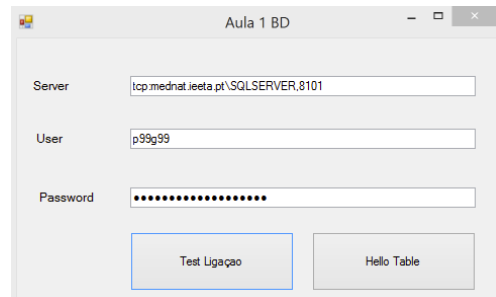 Aula 1 BD
Server
tcp:mednat.ieeta.pt\SQLSERVER,8101
User
p99g99
Password
•••••••••••••••••••
Test Ligaçao
Hello Table